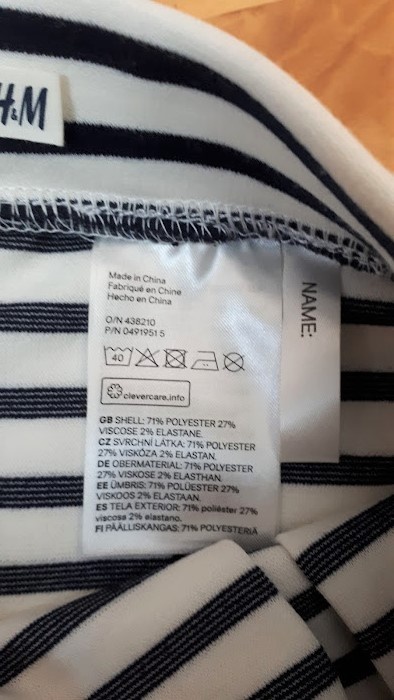 H&M
Made in China
Fabriqué en Chine
Hecho en China
O/N 438210
P/N 0491951 5
40
clevercare.info
GB SHELL: 71% POLYESTER 27%
VISCOSE 2% ELASTANE.
CZ SVRCHNÍ LÁTKA: 71% POLYESTER
27% VISKÓZA 2% ELASTAN.
DE OBERMATERIAL: 71% POLYESTER
27% VISKOSE 2% ELASTHAN.
EE ÜMBRIS: 71% POLÜESTER 27%
VISKOOS 2% ELASTAAN.
ES TELA EXTERIOR: 71% poliéster 27%
viscosa 2% elastano.
FI PÄÄLLISKANGAS: 71% POLYESTERIA
NAME: